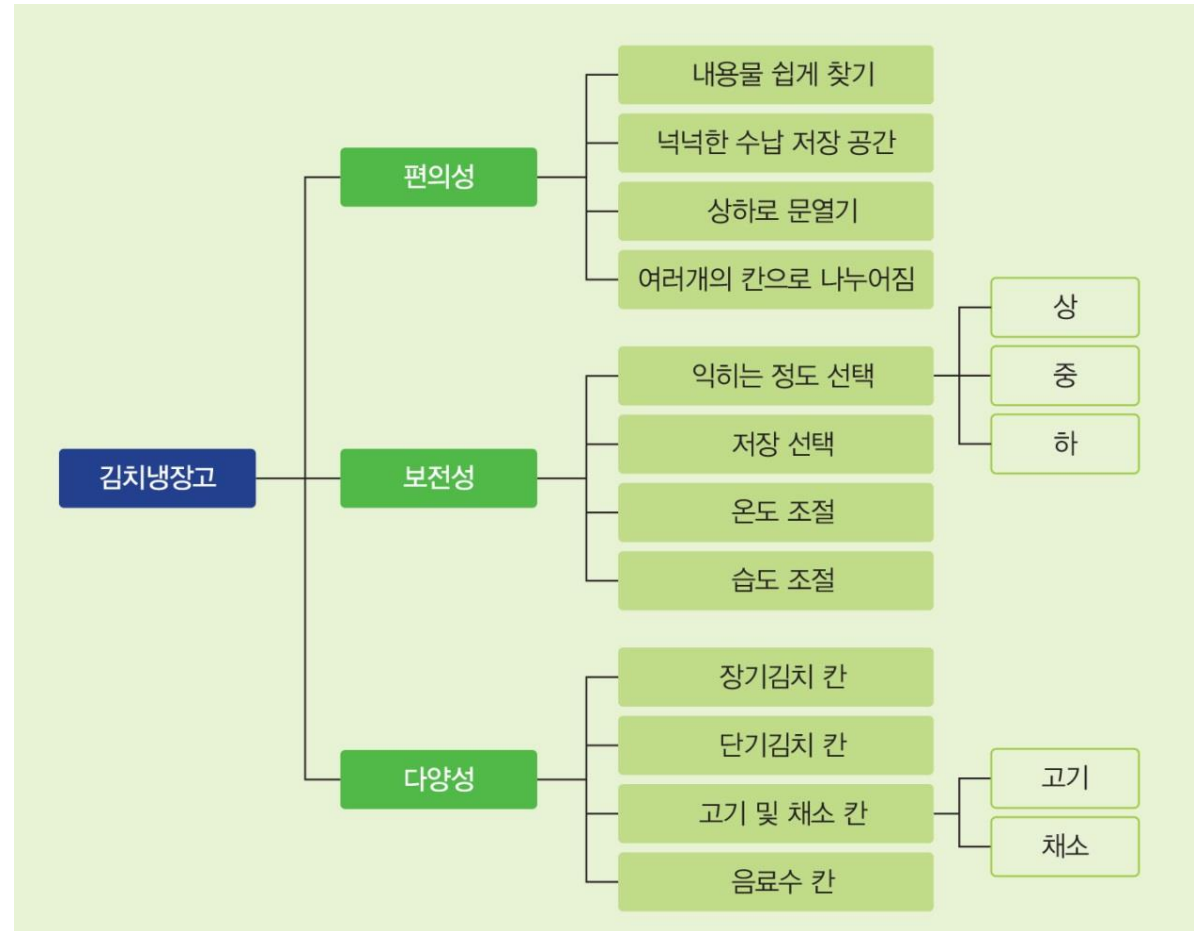 김치냉장고
편의성
내용물 쉽게 찾기
넉넉한 수납 저장 공간
상하로 문열기
여러개의 칸으로 나누어짐
보전성
익히는 정도 선택
상
중
하
저장 선택
온도 조절
습도 조절
다양성
장기김치 칸
단기김치 칸
고기 및 채소 칸
고기
채소
음료수 칸